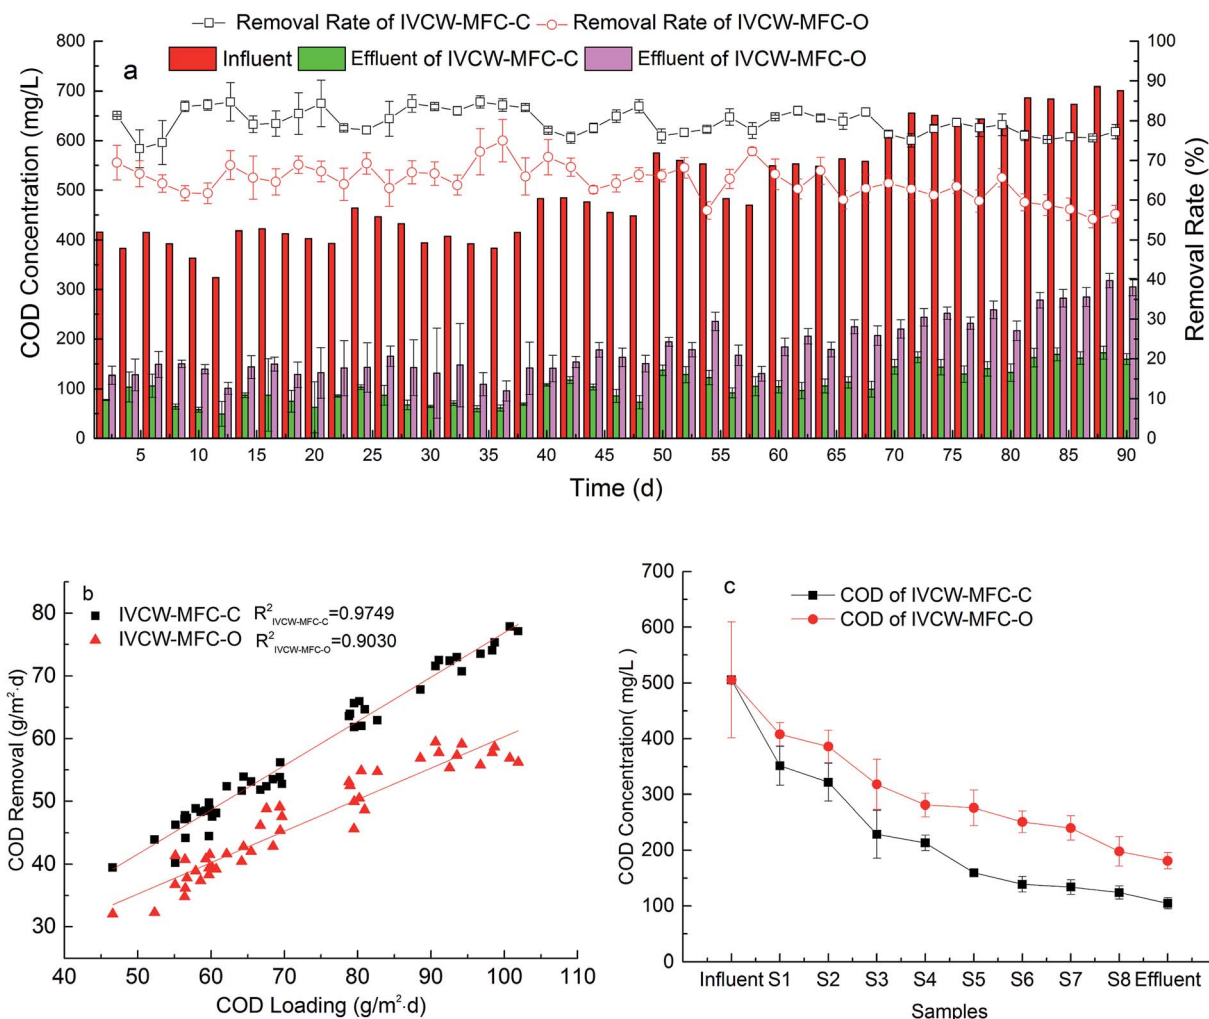 Removal Rate of IVCW-MFC-C Removal Rate of IVCW-MFC-O
Influent Effluent of IVCW-MFC-C Effluent of IVCW-MFC-O
a
COD Concentration (mg/L)
800
700
600
500
400
300
200
100
0
100
90
80
70
60
50
40
30
20
10
0
Removal Rate (%)
5 10 15 20 25 30 35 40 45 50 55 60 65 70 75 80 85 90
Time (d)
b
IVCW-MFC-C R²IVCW-MFC-C=0.9749
IVCW-MFC-O R²IVCW-MFC-O=0.9030
COD Removal (g/m²·d)
80
70
60
50
40
30
40 50 60 70 80 90 100 110
COD Loading (g/m²·d)
c
COD of IVCW-MFC-C
COD of IVCW-MFC-O
COD Concentration( mg/L )
700
600
500
400
300
200
100
0
Influent S1 S2 S3 S4 S5 S6 S7 S8 Effluent
Samples